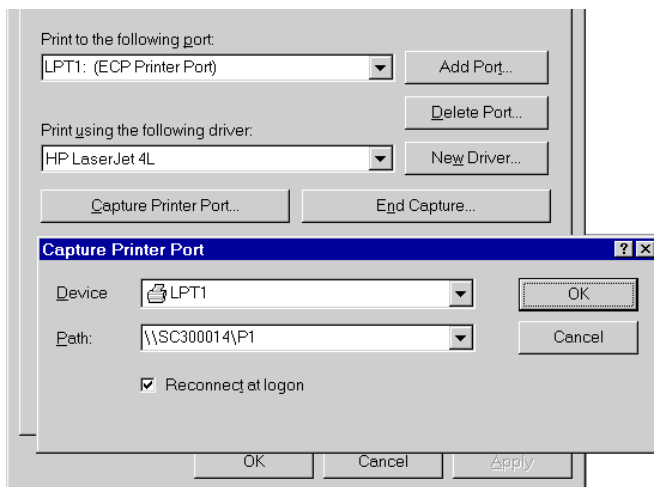 Print to the following port:
LPT1: (ECP Printer Port)
Add Port...
Delete Port...
Print using the following driver:
HP LaserJet 4L
New Driver...
Capture Printer Port...
End Capture...
Capture Printer Port
Device
LPT1
OK
Path:
\\SC300014\P1
Cancel
Reconnect at logon
OK
Cancel
Apply